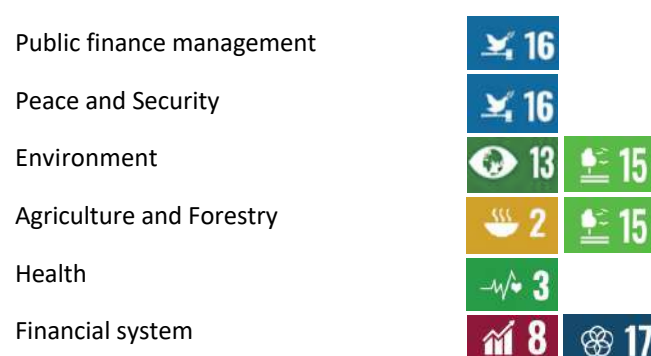 Public finance management 16
Peace and Security 16
Environment 13 15
Agriculture and Forestry 2 15
Health 3
Financial system 8 17